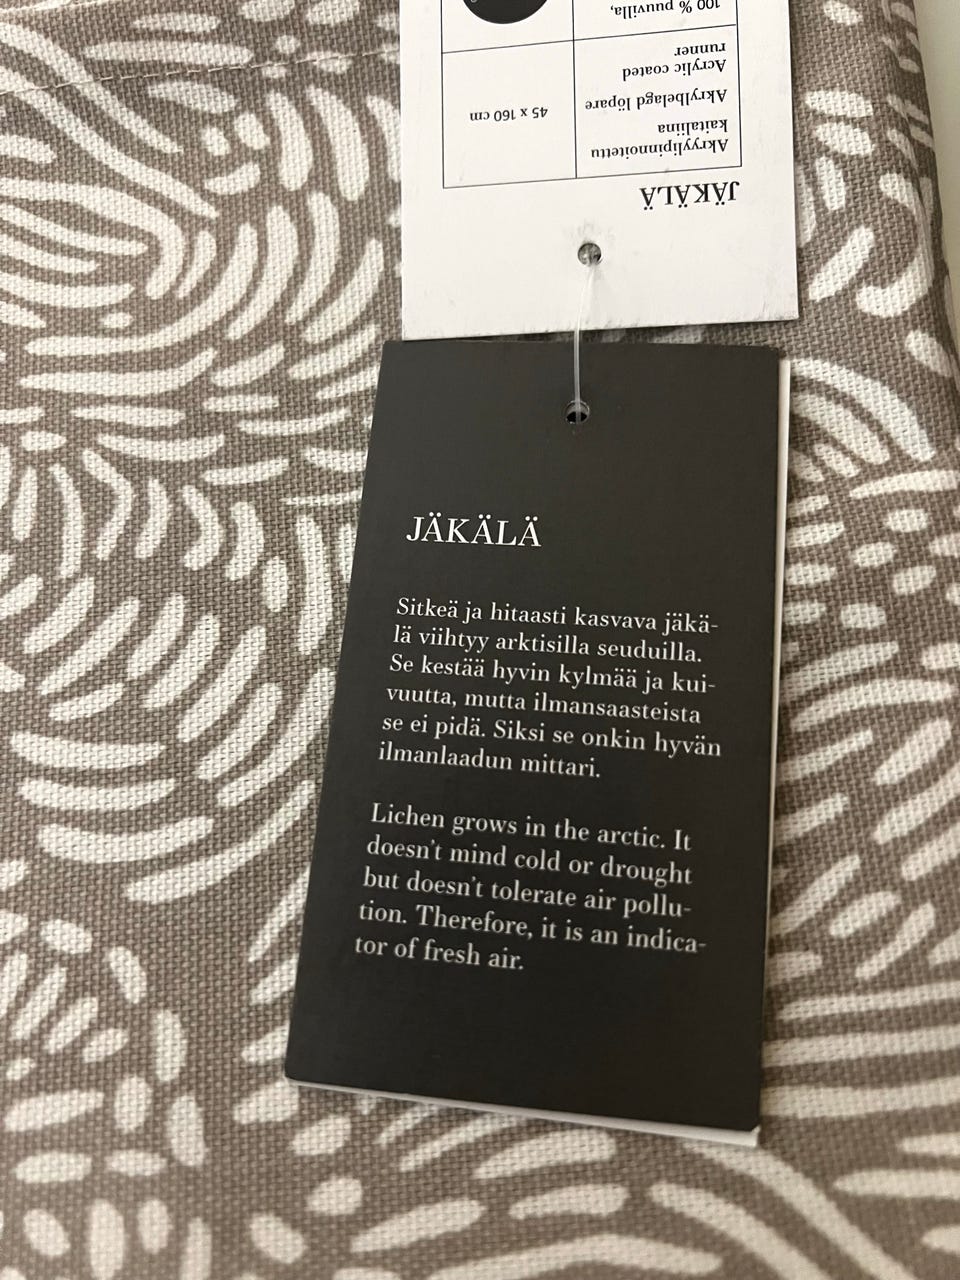 100 % puuvilla,
Acrylic coated
runner
Akrylbelagd löpare
Akryylipinnoitettu
kaitaliina
45 x 160 cm
JÄKÄLÄ
JÄKÄLÄ
Sitkeä ja hitaasti kasvava jäkä-
lä viihtyy arktisilla seuduilla.
Se kestää hyvin kylmää ja kui-
vuutta, mutta ilmansaasteista
se ei pidä. Siksi se onkin hyvän
ilmanlaadun mittari.
Lichen grows in the arctic. It
doesn't mind cold or drought
but doesn't tolerate air pollu-
tion. Therefore, it is an indica-
tor of fresh air.